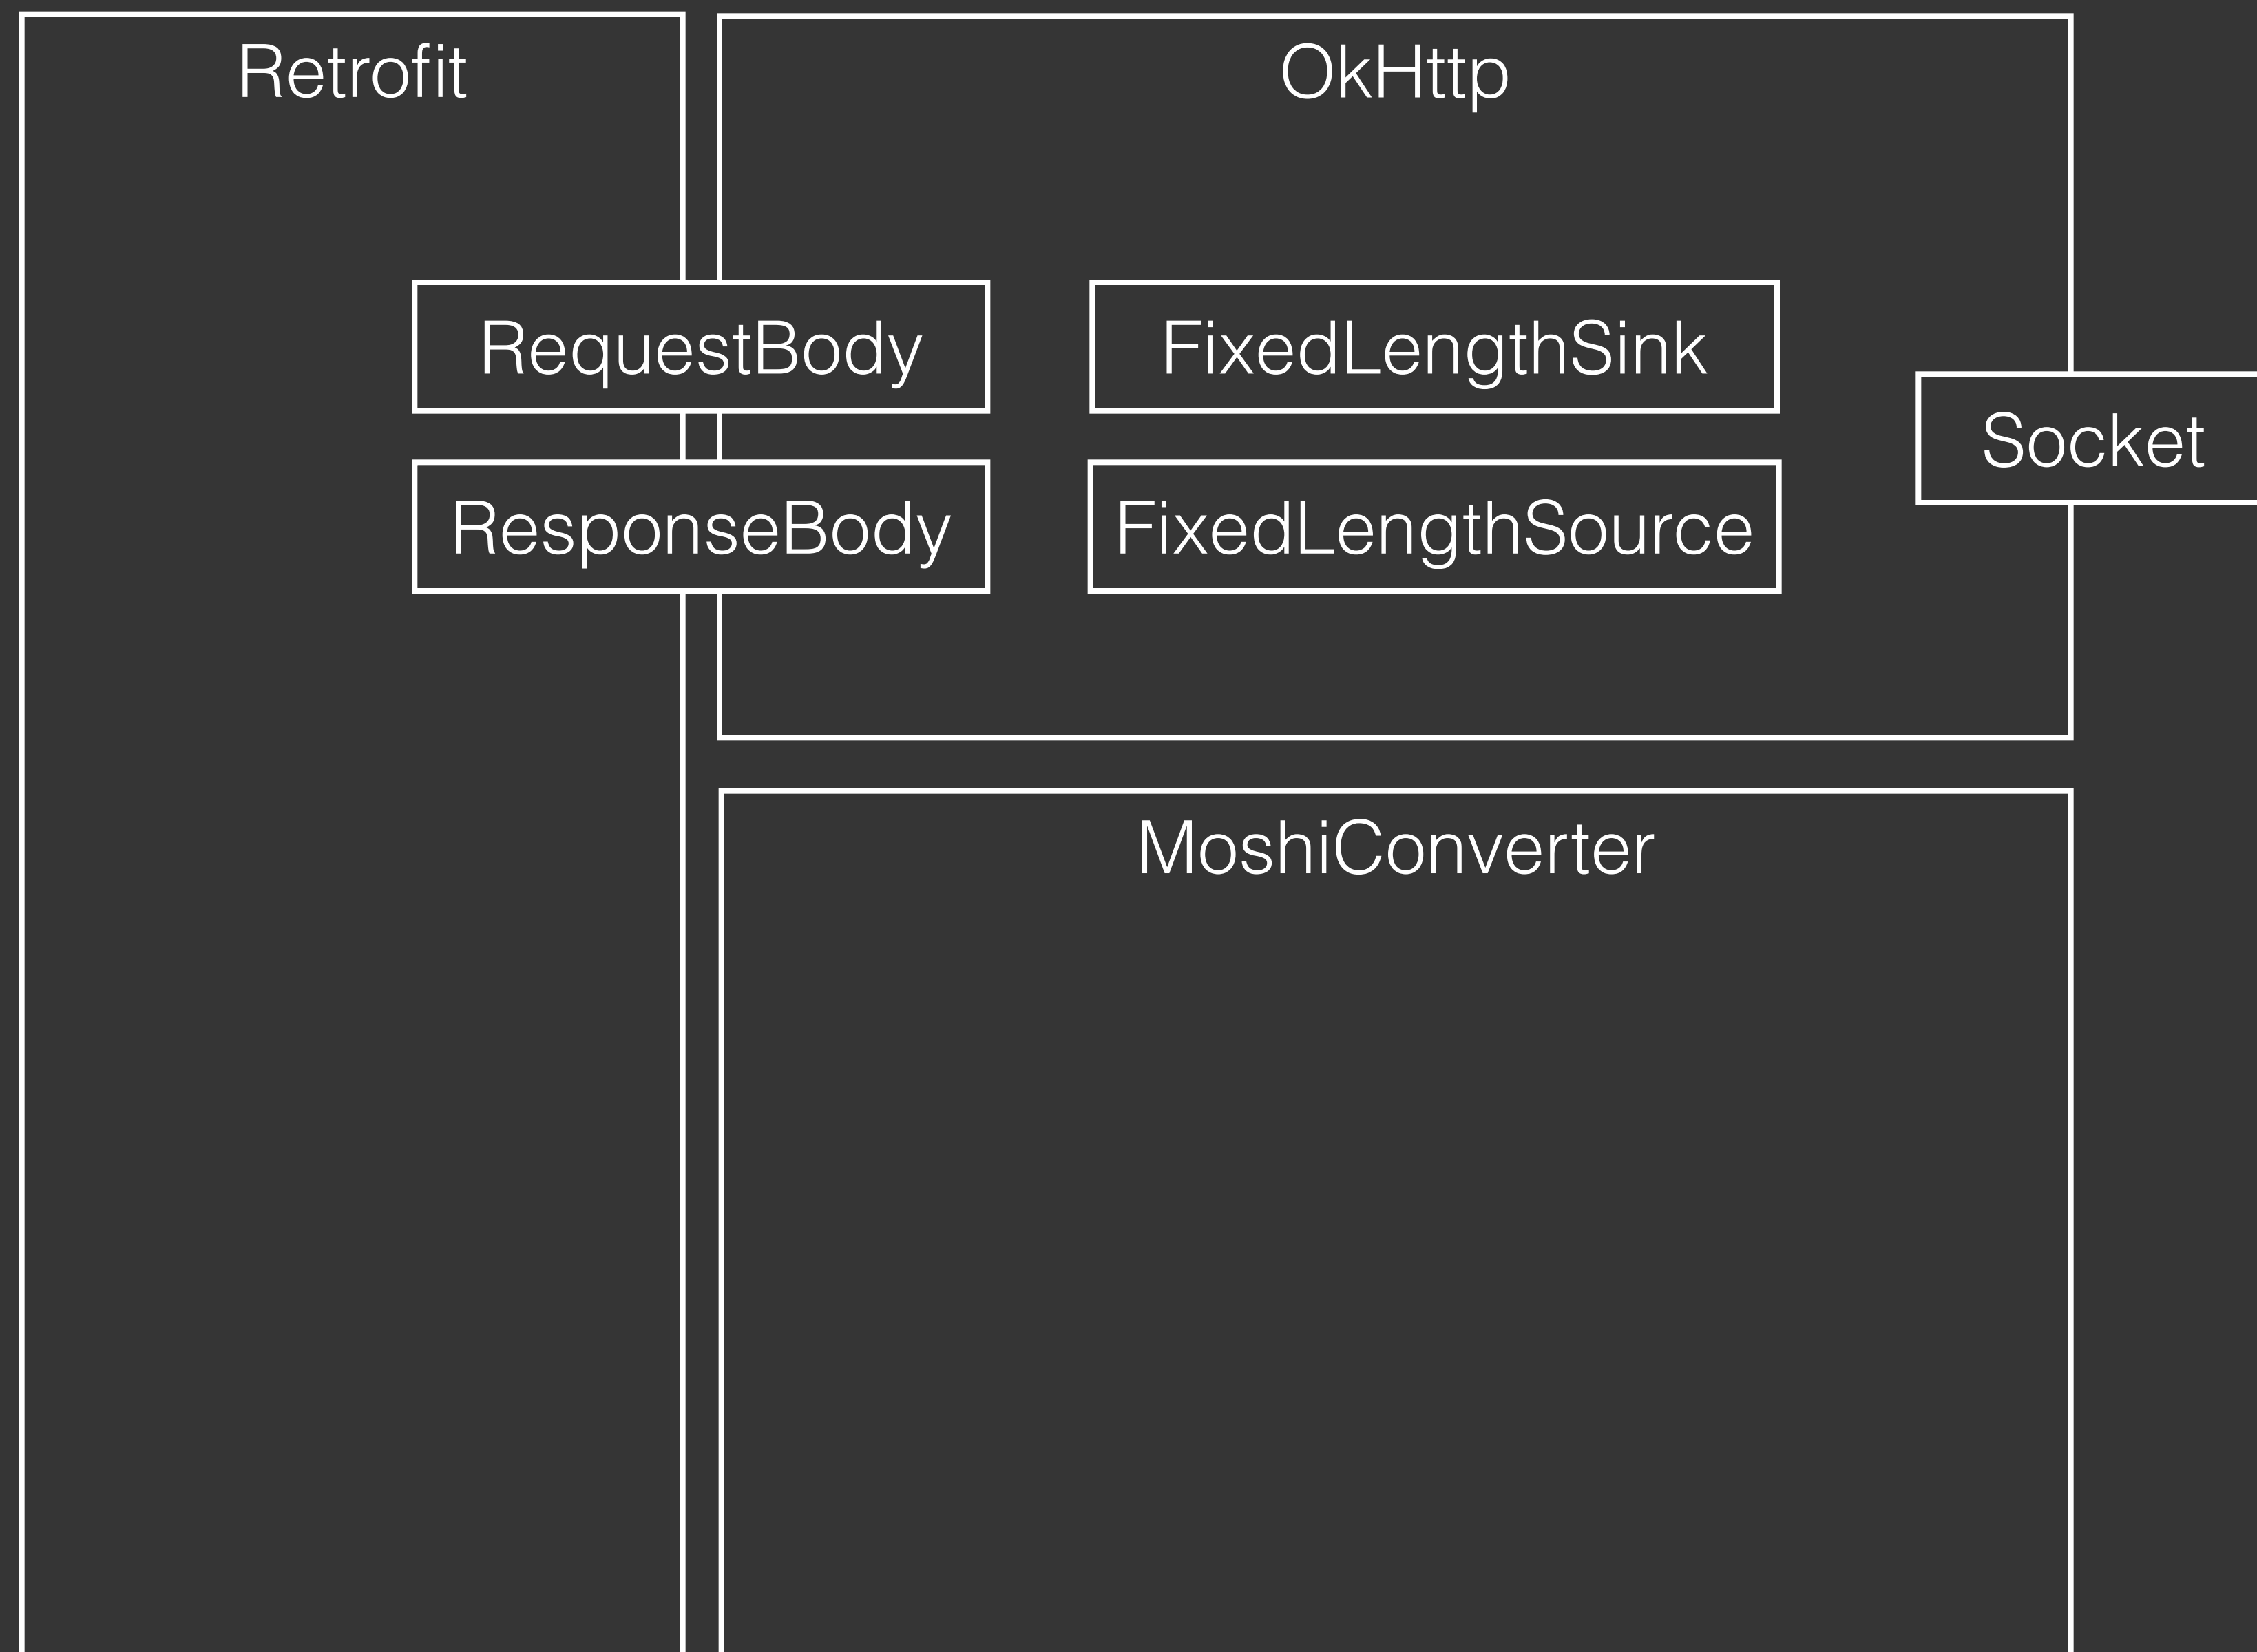 Retrofit
OkHttp
RequestBody
FixedLengthSink
Socket
ResponseBody
FixedLengthSource
MoshiConverter